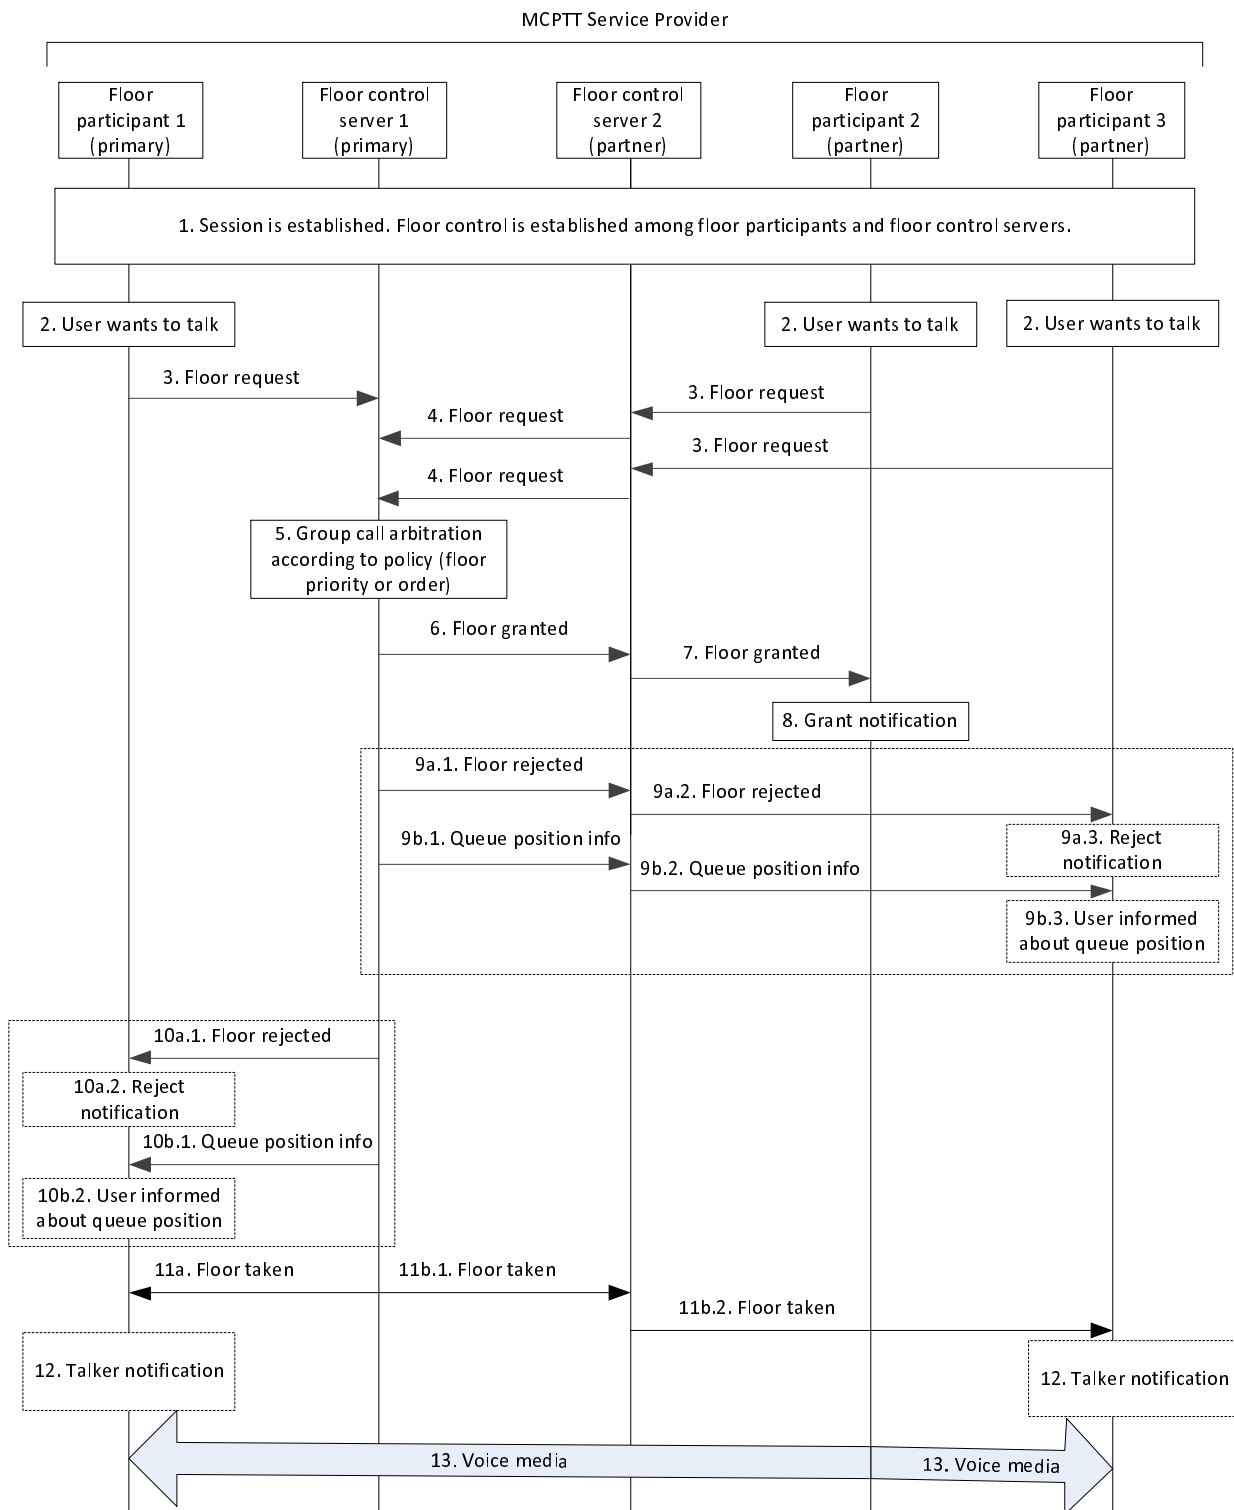 MCPTT Service Provider
Floor
participant 1
(primary)
Floor control
server 1
(primary)
Floor control
server 2
(partner)
Floor
participant 2
(partner)
Floor
participant 3
(partner)
1. Session is established. Floor control is established among floor participants and floor control servers.
2. User wants to talk
2. User wants to talk
2. User wants to talk
3. Floor request
3. Floor request
4. Floor request
3. Floor request
4. Floor request
5. Group call arbitration
according to policy (floor
priority or order)
6. Floor granted
7. Floor granted
8. Grant notification
9a.1. Floor rejected
9a.2. Floor rejected
9a.3. Reject
notification
9b.1. Queue position info
9b.2. Queue position info
9b.3. User informed
about queue position
10a.1. Floor rejected
10a.2. Reject
notification
10b.1. Queue position info
10b.2. User informed
about queue position
11a. Floor taken
11b.1. Floor taken
11b.2. Floor taken
12. Talker notification
12. Talker notification
13. Voice media
13. Voice media